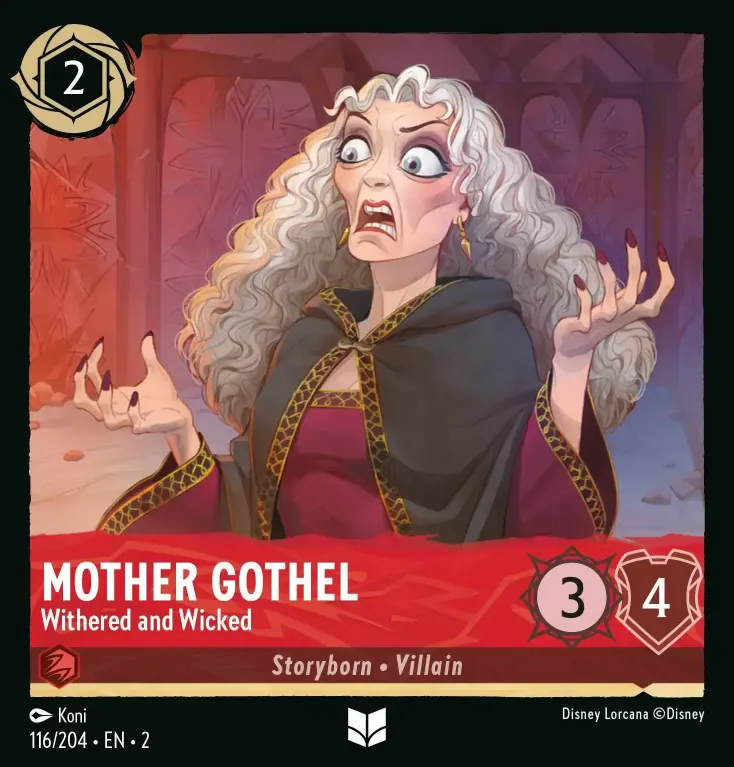 2
MOTHER GOTHEL
Withered and Wicked
3
4
Storyborn • Villain
Koni
Disney Lorcana ©Disney
116/204 • EN • 2